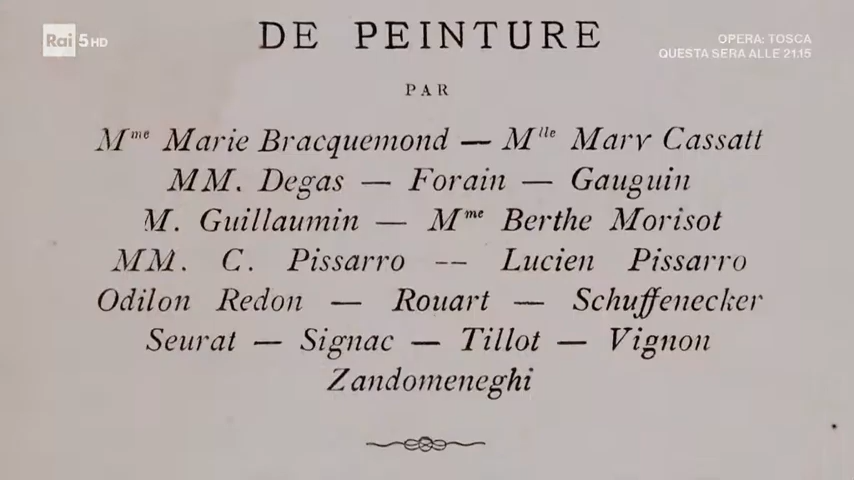 Rai 5 HD
OPERA: TOSCA
QUESTA SERA ALLE 21.15
DE PEINTURE
PAR
Mme Marie Bracquemond — Mlle Mary Cassatt
MM. Degas — Forain — Gauguin
M. Guillaumin — Mme Berthe Morisot
MM. C. Pissarro -- Lucien Pissarro
Odilon Redon — Rouart — Schuffenecker
Seurat — Signac — Tillot — Vignon
Zandomeneghi